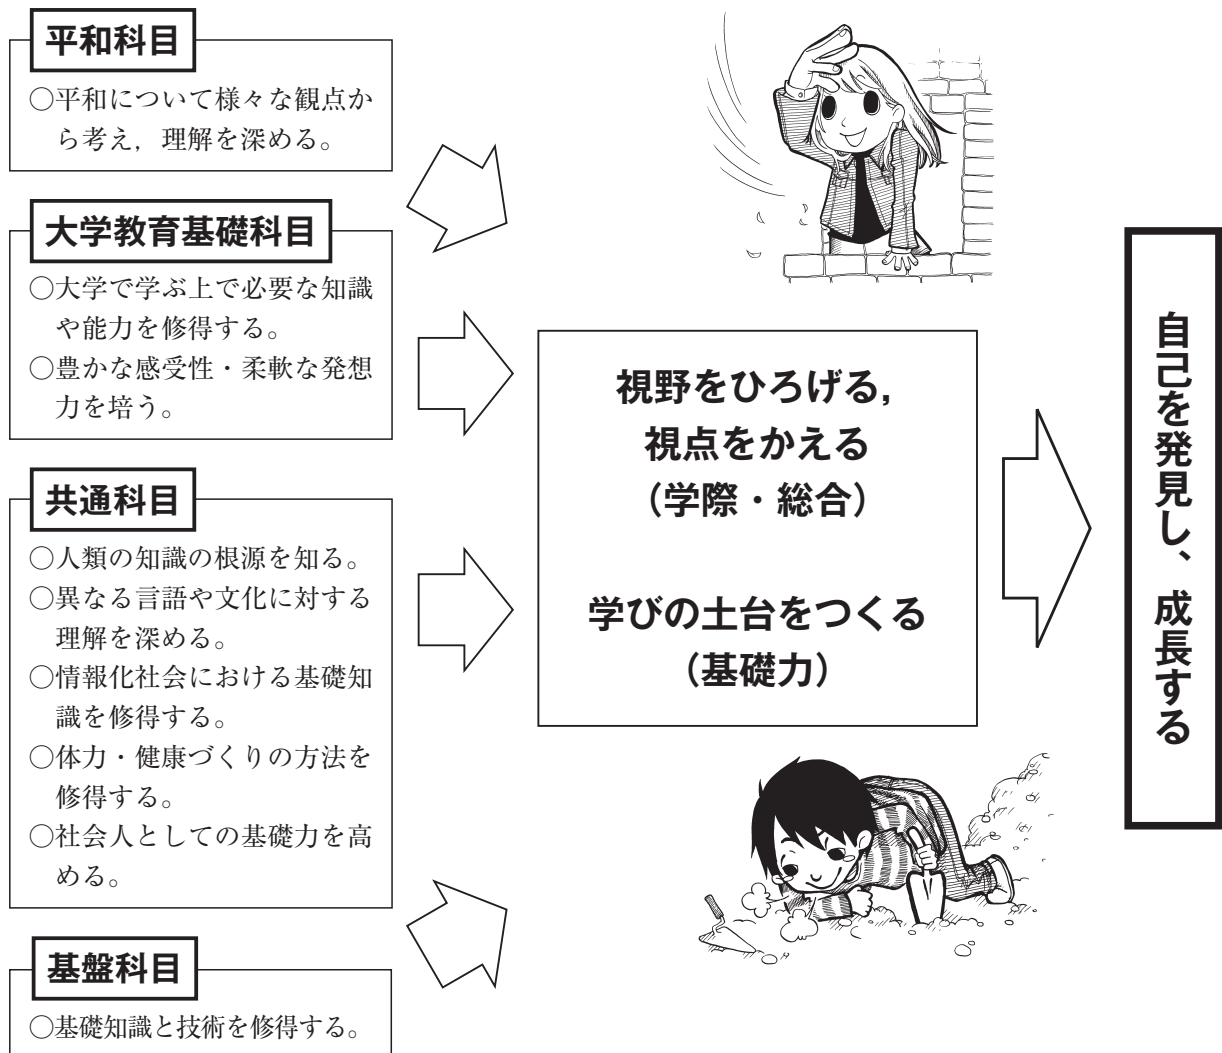 平和科目
○平和について様々な観点か
ら考え，理解を深める。
大学教育基礎科目
○大学で学ぶ上で必要な知識
や能力を修得する。
○豊かな感受性・柔軟な発想
力を培う。
共通科目
○人類の知識の根源を知る。
○異なる言語や文化に対する
理解を深める。
○情報化社会における基礎知
識を修得する。
○体力・健康づくりの方法を
修得する。
○社会人としての基礎力を高
める。
基盤科目
○基礎知識と技術を修得する。
視野をひろげる，
視点をかえる
（学際・総合）
学びの土台をつくる
（基礎力）
自己を発見し、成長する